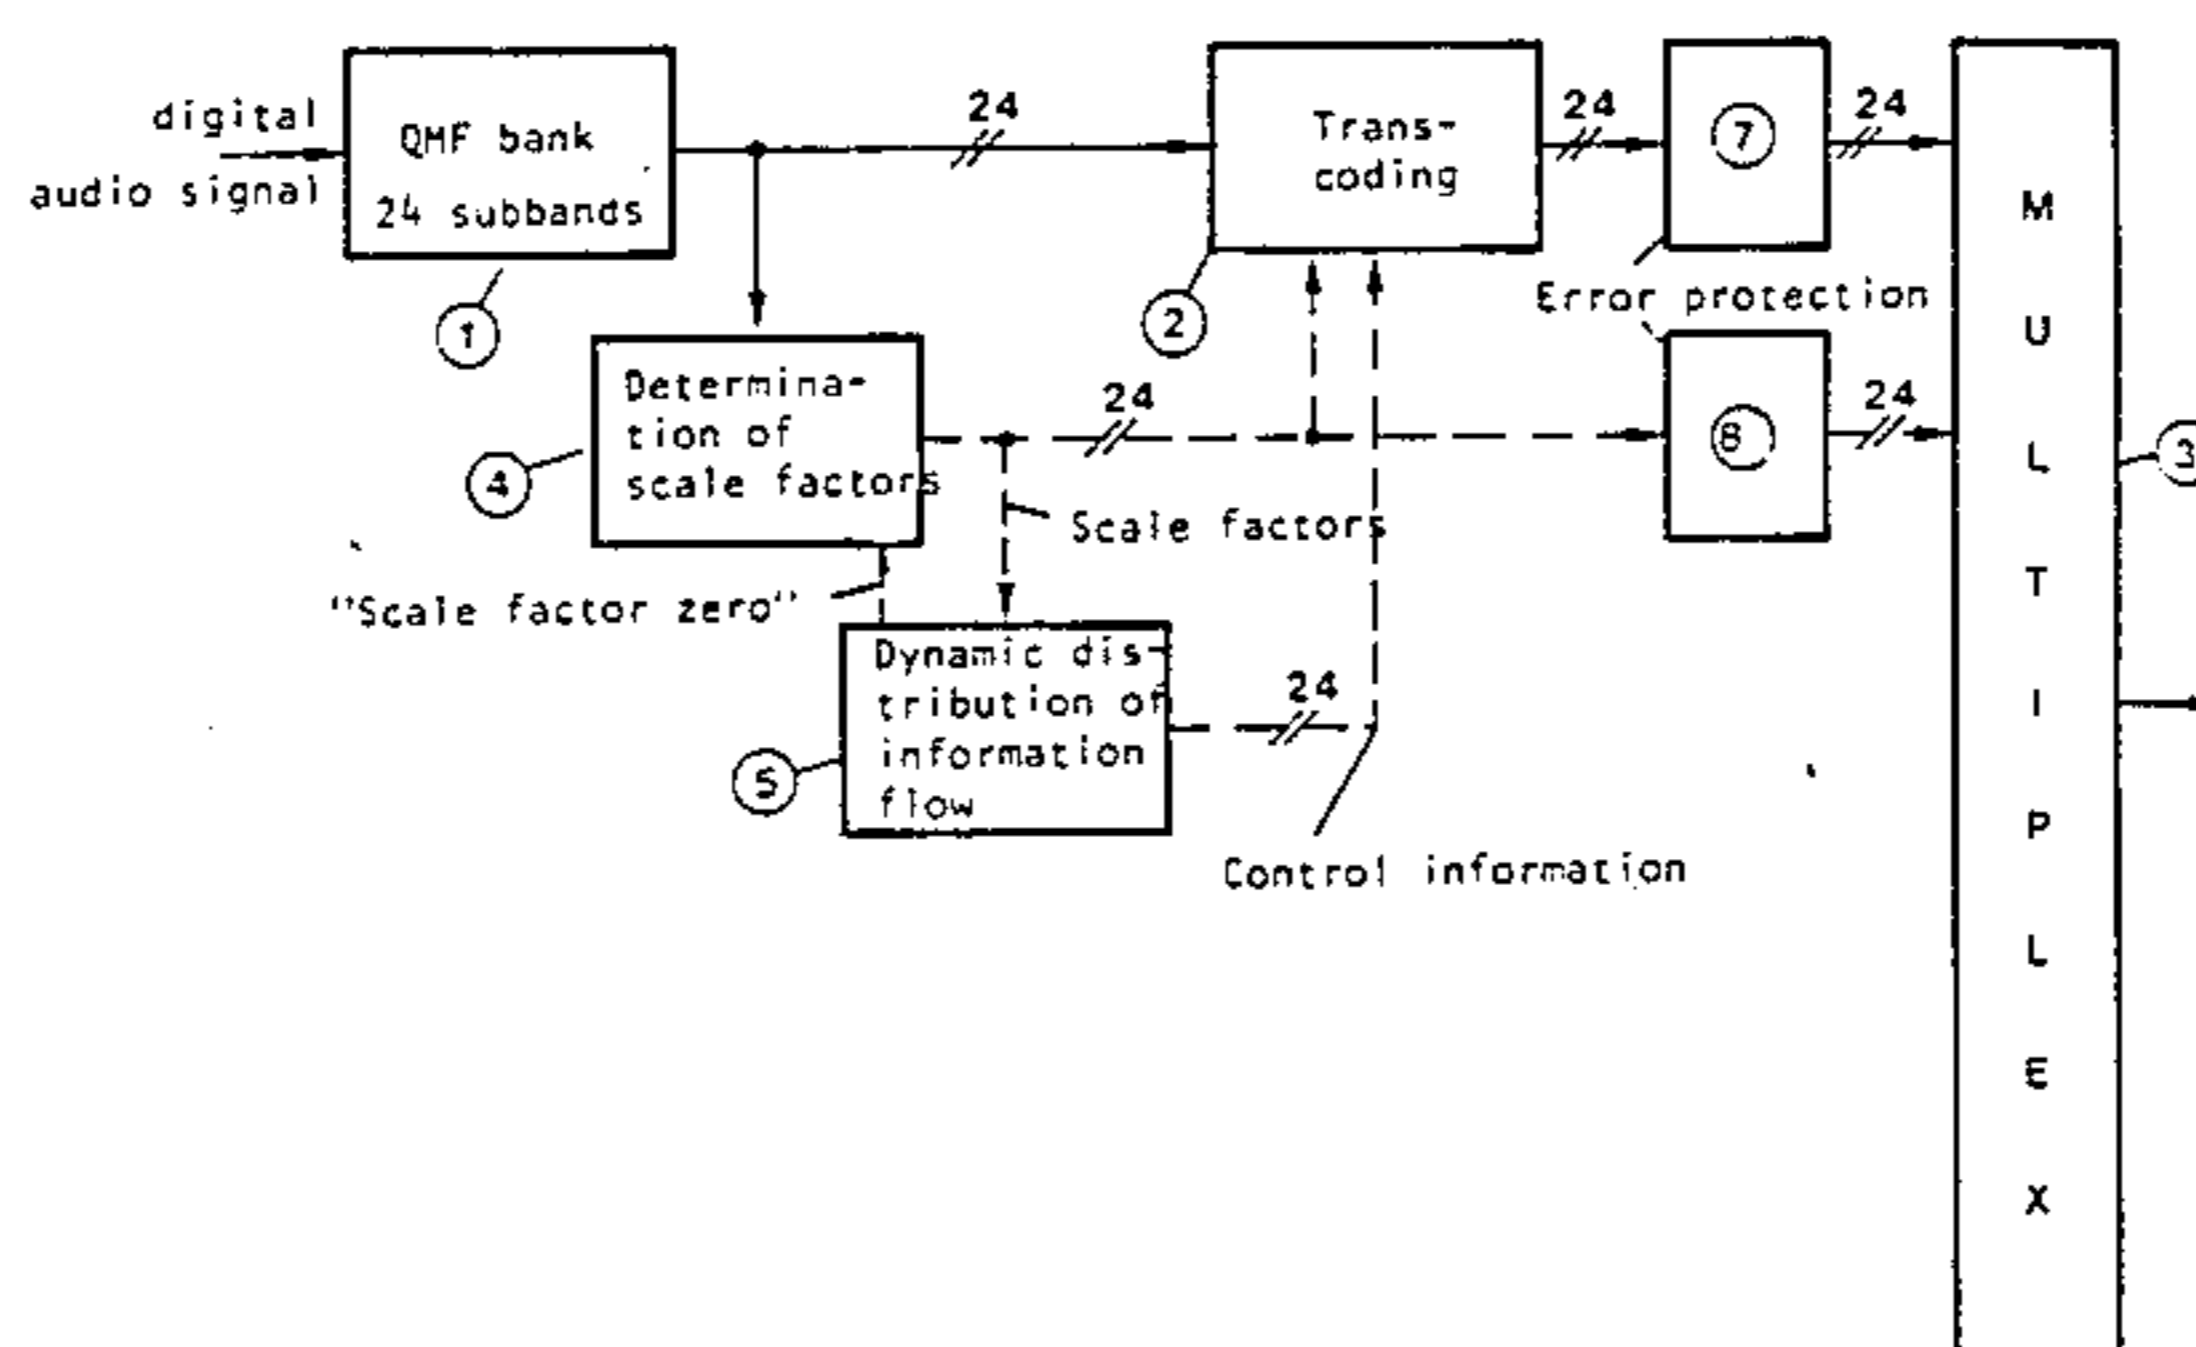 digital
audio signal
QMF bank
24 subbands
1
24
Trans-
coding
2
24
7
24
Error protection
8
24
Determina-
tion of
scale factors
4
24
Scale factors
"Scale factor zero"
Dynamic dis-
tribution of
information
flow
5
24
Control information
M
U
L
T
I
P
L
E
X
3